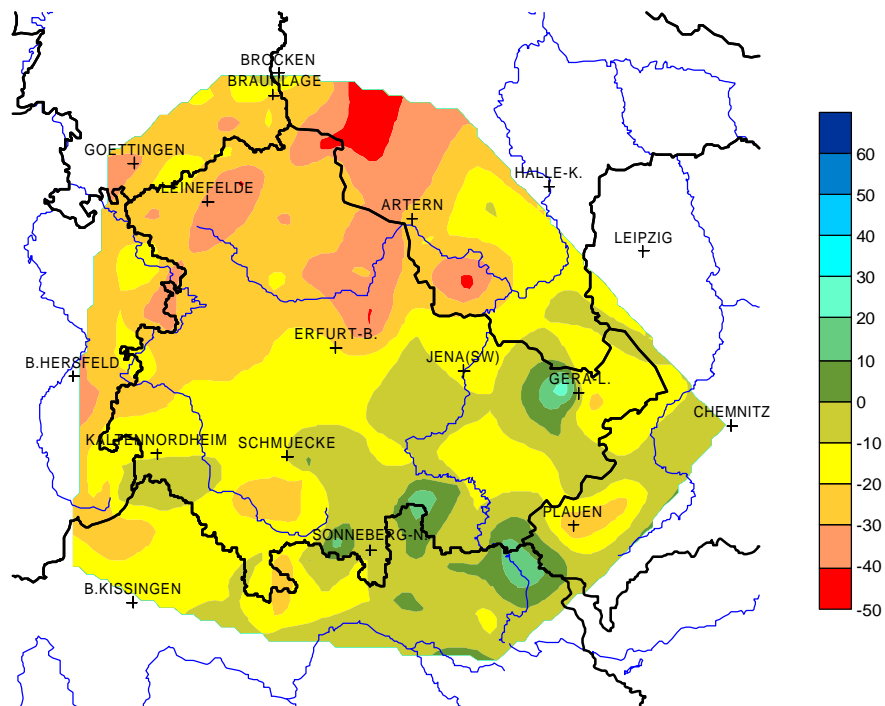 BROCKEN
BRAUNLAGE
GOETTINGEN
LEINEFELDE
HALLE-K.
ARTERN
LEIPZIG
ERFURT-B.
JENA(SW)
B.HERSFELD
GERA-L.
CHEMNITZ
KALTENNORDHEIM
SCHMUECKE
PLAUEN
SONNEBERG-N.
B.KISSINGEN
60
50
40
30
20
10
0
-10
-20
-30
-40
-50